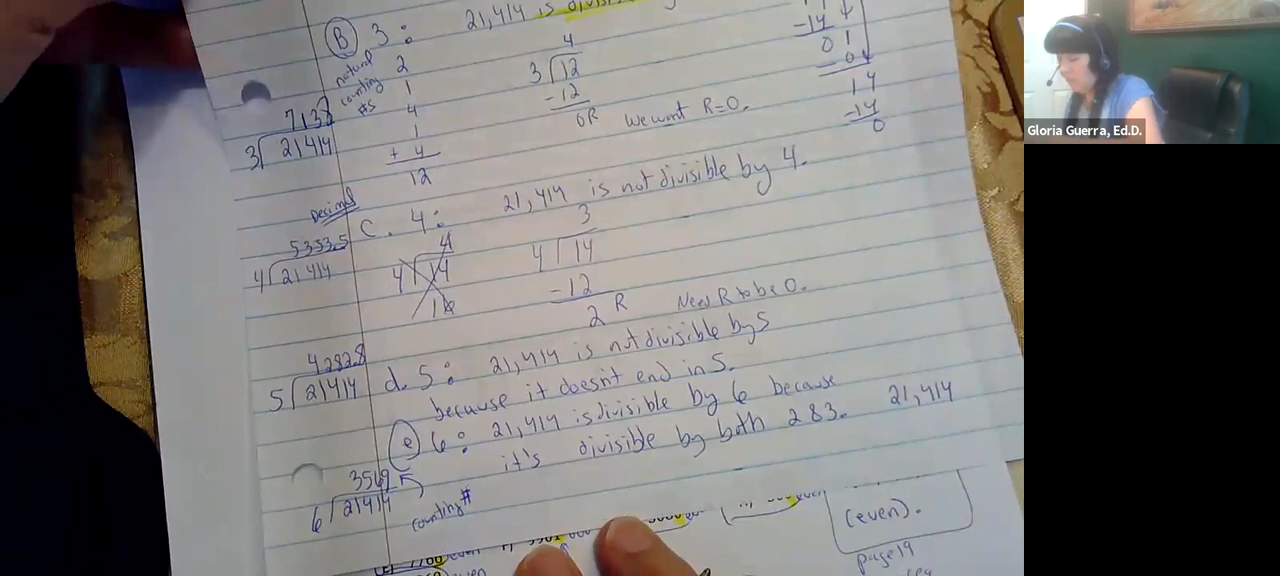 B 3: 21,414 is divisi
natural
counting
#s
2
1
4
1
+ 4
12
4
3 12
-12
0R We want R=0.
-14
01
-0
14
-14
0
7138
3 21414
Decimal
C. 4: 21,414 is not divisible by 4.
5353.5
4 21414
4
4 14
16
3
4 14
-12
2 R Need R to be 0.
4282.8
5 21414
d. 5: 21,414 is not divisible by 5
because it doesn't end in 5.
e 6: 21,414 is divisible by 6 because
it's divisible by both 2 & 3. 21,414
3569
6 21414
counting #
(even).
page 19
Gloria Guerra, Ed.D.